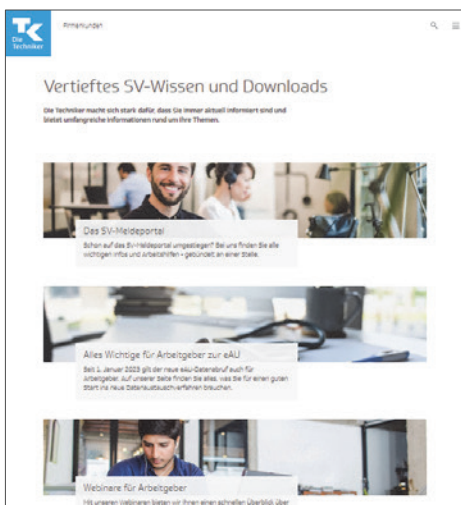 TK
Die
Techniker
Firmenkunden
Vertieftes SV-Wissen und Downloads
Die Techniker macht sich stark dafür, dass Sie immer aktuell informiert sind und
bietet umfangreiche Informationen rund um Ihre Themen.
Das SV-Meldeportal
Schon auf das SV-Meldeportal umgestiegen? Bei uns finden Sie alle
wichtigen Infos und Arbeitshilfen - gebündelt an einer Stelle.
Alles Wichtige für Arbeitgeber zur eAU
Seit 1. Januar 2023 gilt der neue eAU-Datenabruf auch für
Arbeitgeber. Auf unserer Seite finden Sie alles, was Sie für einen guten
Start ins neue Datenaustauschverfahren brauchen.
Webinare für Arbeitgeber
Mit unseren Webinaren bieten wir Ihnen einen schnellen Überblick über